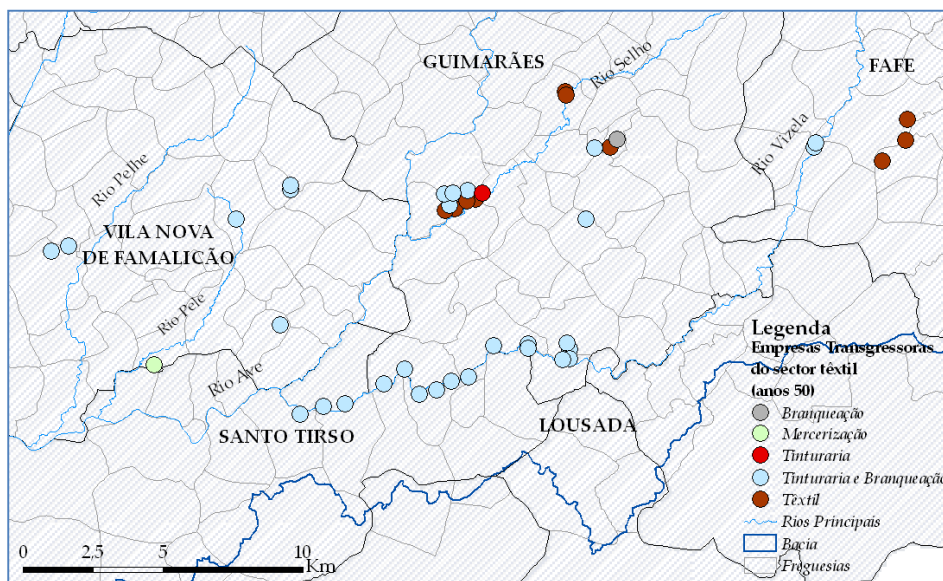 GUIMARÃES
Rio Selho
FAFE
Rio Vizela
Rio Pelhe
VILA NOVA
DE FAMALICÃO
Rio Pele
Rio Ave
SANTO TIRSO
LOUSADA
Legenda
Empresas Transgressoras
do sector têxtil
(anos 50)
Branqueação
Mercerização
Tinturaria
Tinturaria e Branqueação
Têxtil
Rios Principais
Bacia
Freguesias
0 2,5 5 10
Km